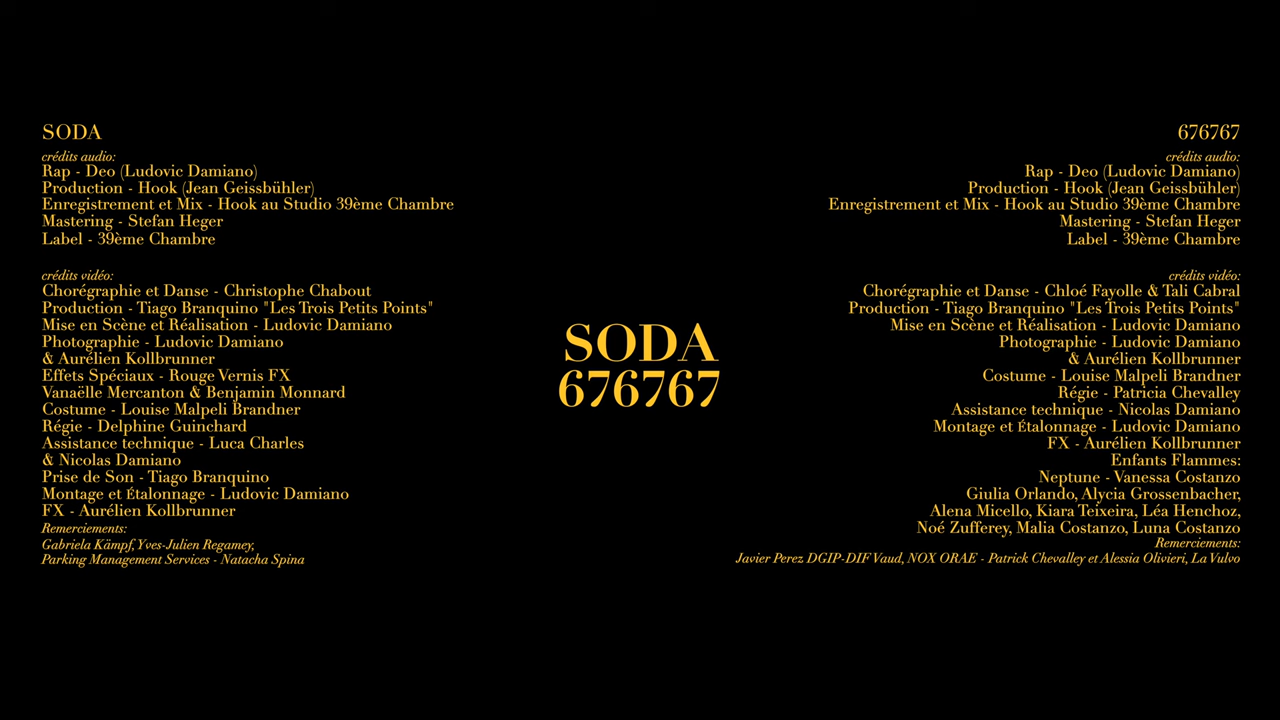 SODA
crédits audio:
Rap - Deo (Ludovic Damiano)
Production - Hook (Jean Geissbühler)
Enregistrement et Mix - Hook au Studio 39ème Chambre
Mastering - Stefan Heger
Label - 39ème Chambre
crédits vidéo:
Chorégraphie et Danse - Christophe Chabout
Production - Tiago Branquino "Les Trois Petits Points"
Mise en Scène et Réalisation - Ludovic Damiano
Photographie - Ludovic Damiano
& Aurélien Kollbrunner
Effets Spéciaux - Rouge Vernis FX
Vanaëlle Mercanton & Benjamin Monnard
Costume - Louise Malpeli Brandner
Régie - Delphine Guinchard
Assistance technique - Luca Charles
& Nicolas Damiano
Prise de Son - Tiago Branquino
Montage et Étalonnage - Ludovic Damiano
FX - Aurélien Kollbrunner
Remerciements:
Gabriela Kämpf, Yves-Julien Regamey,
Parking Management Services - Natacha Spina
SODA
676767
676767
crédits audio:
Rap - Deo (Ludovic Damiano)
Production - Hook (Jean Geissbühler)
Enregistrement et Mix - Hook au Studio 39ème Chambre
Mastering - Stefan Heger
Label - 39ème Chambre
crédits vidéo:
Chorégraphie et Danse - Chloé Fayolle & Tali Cabral
Production - Tiago Branquino "Les Trois Petits Points"
Mise en Scène et Réalisation - Ludovic Damiano
Photographie - Ludovic Damiano
& Aurélien Kollbrunner
Costume - Louise Malpeli Brandner
Régie - Patricia Chevalley
Assistance technique - Nicolas Damiano
Montage et Étalonnage - Ludovic Damiano
FX - Aurélien Kollbrunner
Enfants Flammes:
Neptune - Vanessa Costanzo
Giulia Orlando, Alycia Grossenbacher,
Alena Micello, Kiara Teixeira, Léa Henchoz,
Noé Zufferey, Malia Costanzo, Luna Costanzo
Remerciements:
Javier Perez DGIP-DIF Vaud, NOX ORAE - Patrick Chevalley et Alessia Olivieri, La Vulvo